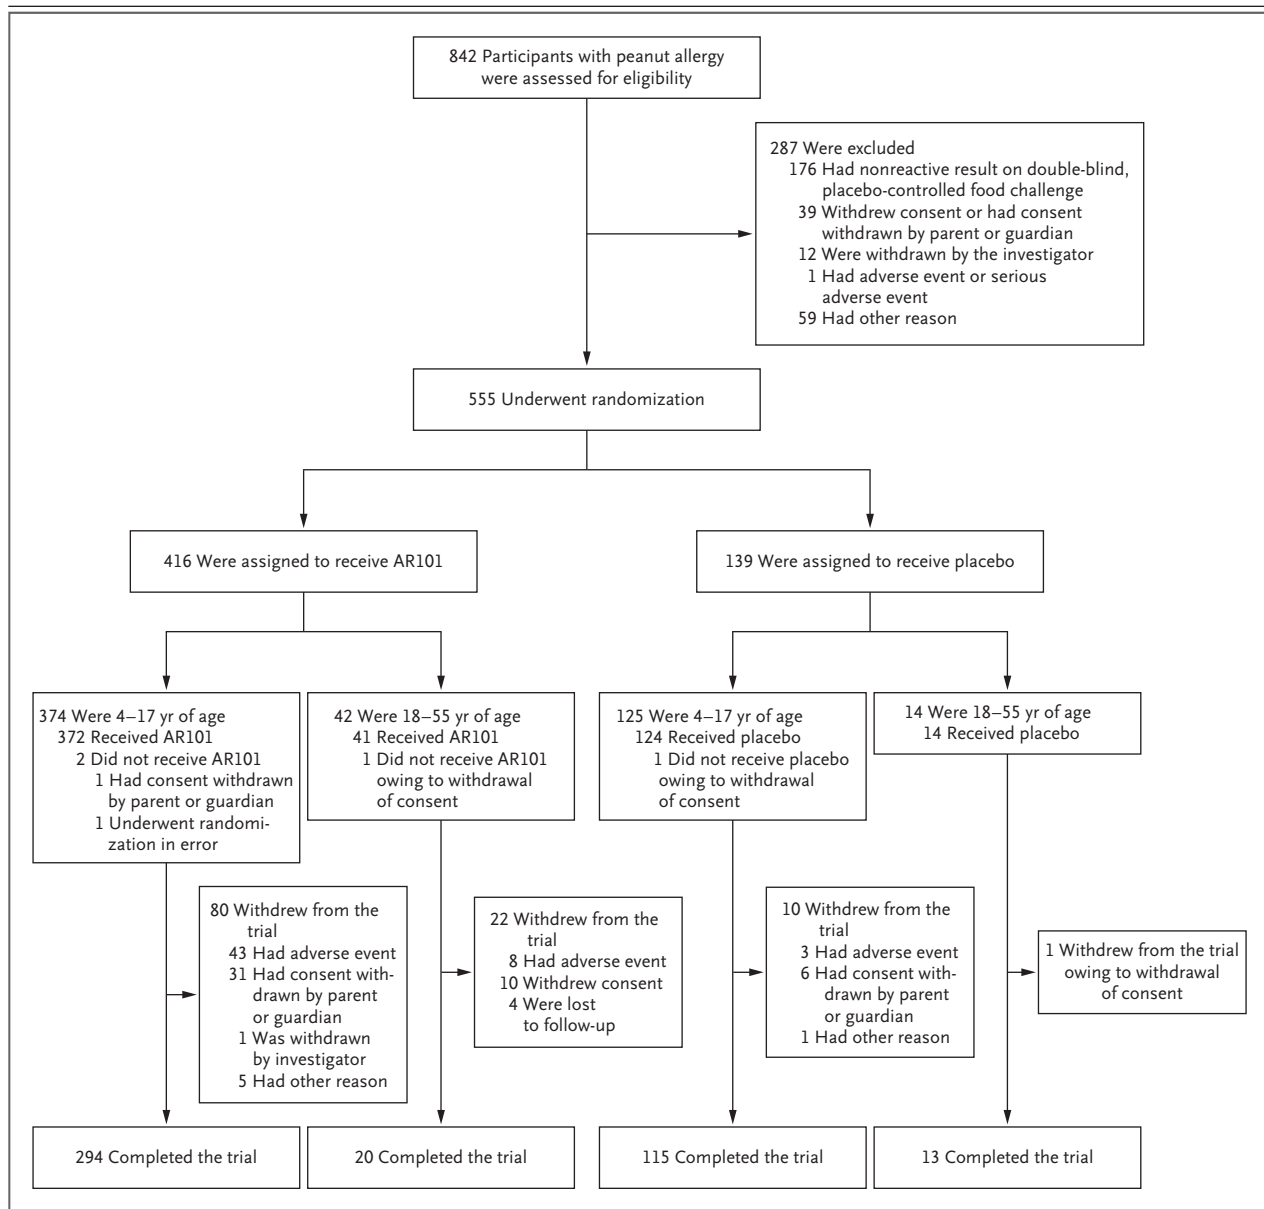 842 Participants with peanut allergy
were assessed for eligibility
287 Were excluded
176 Had nonreactive result on double-blind,
placebo-controlled food challenge
39 Withdrew consent or had consent
withdrawn by parent or guardian
12 Were withdrawn by the investigator
1 Had adverse event or serious
adverse event
59 Had other reason
555 Underwent randomization
416 Were assigned to receive AR101
139 Were assigned to receive placebo
374 Were 4–17 yr of age
372 Received AR101
2 Did not receive AR101
1 Had consent withdrawn
by parent or guardian
1 Underwent randomi-
zation in error
42 Were 18–55 yr of age
41 Received AR101
1 Did not receive AR101
owing to withdrawal
of consent
125 Were 4–17 yr of age
124 Received placebo
1 Did not receive placebo
owing to withdrawal
of consent
14 Were 18–55 yr of age
14 Received placebo
80 Withdrew from the
trial
43 Had adverse event
31 Had consent with-
drawn by parent
or guardian
1 Was withdrawn
by investigator
5 Had other reason
22 Withdrew from the
trial
8 Had adverse event
10 Withdrew consent
4 Were lost
to follow-up
10 Withdrew from the
trial
3 Had adverse event
6 Had consent with-
drawn by parent
or guardian
1 Had other reason
1 Withdrew from the trial
owing to withdrawal
of consent
294 Completed the trial
20 Completed the trial
115 Completed the trial
13 Completed the trial